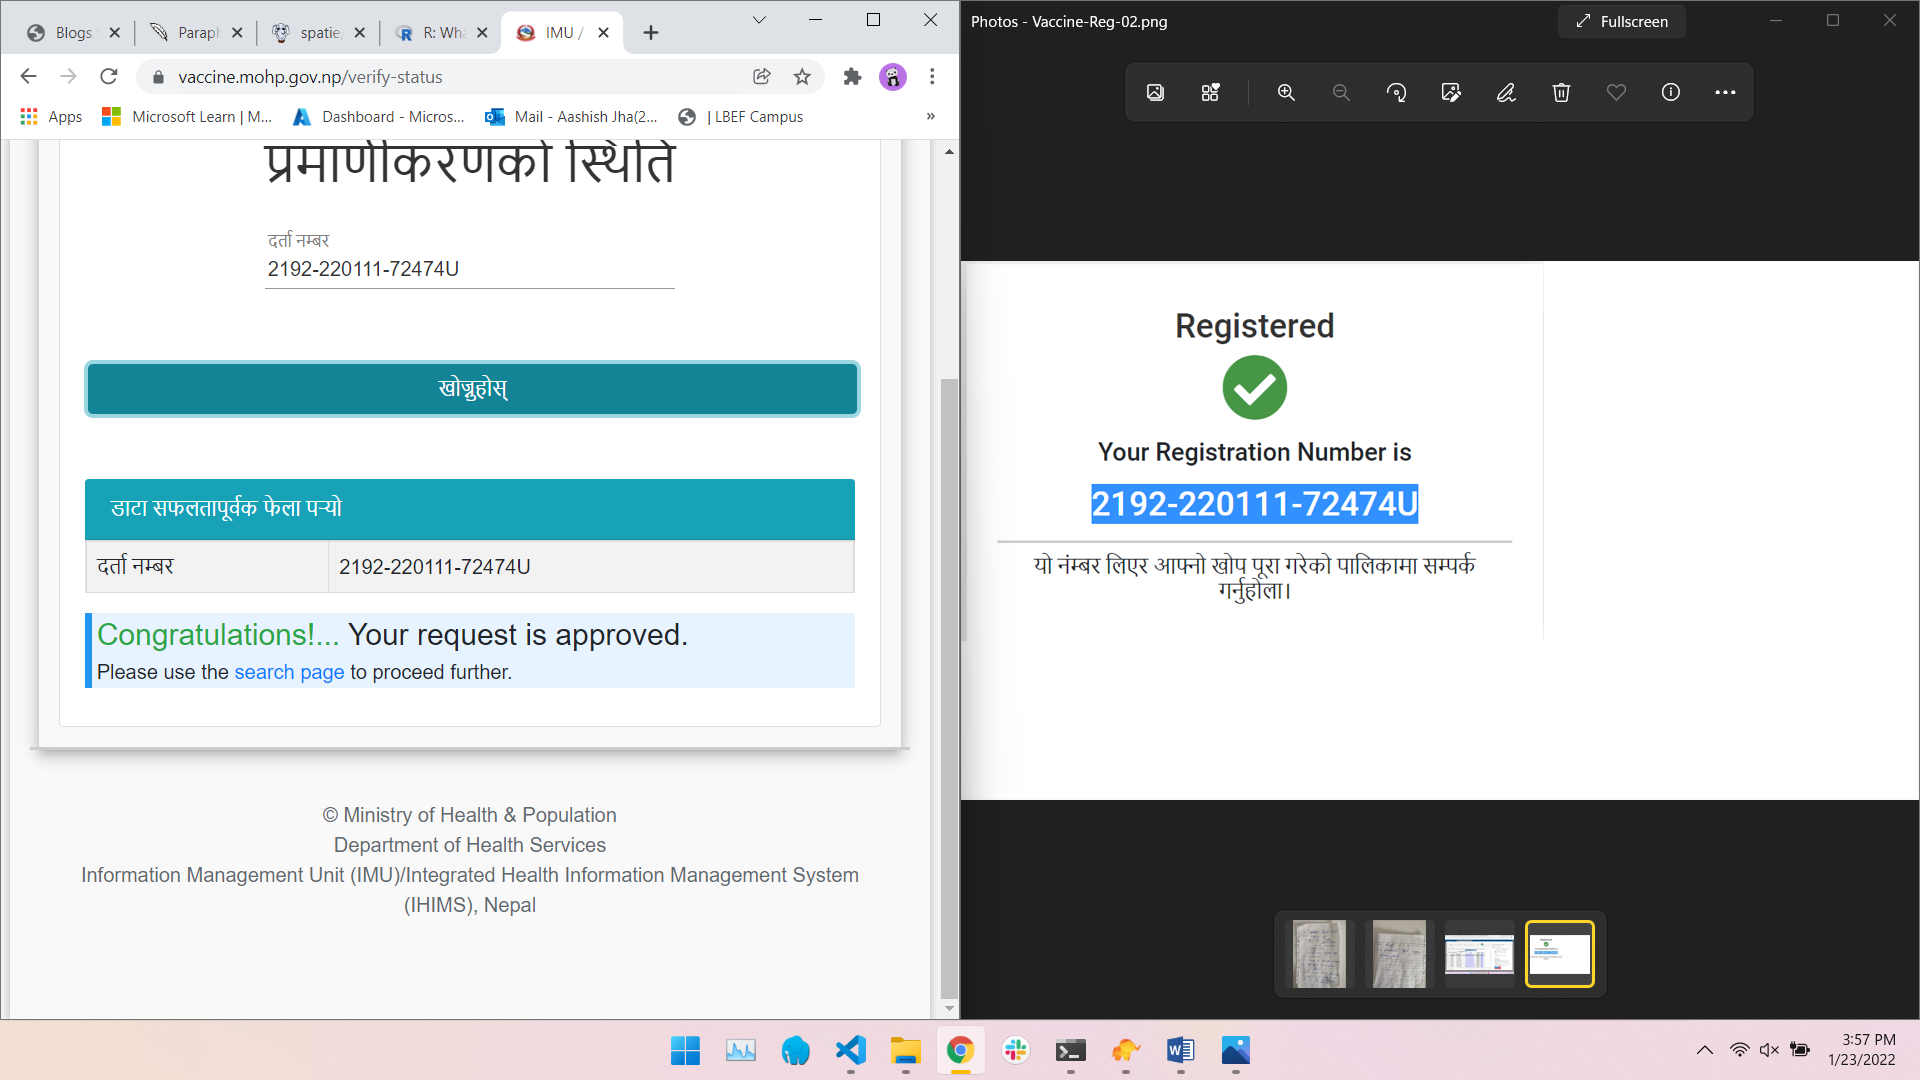 Blogs
Parap
spatie
R: Wha
IMU /
vaccine.mohp.gov.np/verify-status
Apps
Microsoft Learn | M...
Dashboard - Micros...
Mail - Aashish Jha(2...
| LBEF Campus
»
प्रमाणीकरणको स्थिति
दर्ता नम्बर
2192-220111-72474U
खोज्नुहोस्
डाटा सफलतापूर्वक फेला पर्‍यो
दर्ता नम्बर
2192-220111-72474U
Congratulations!... Your request is approved.
Please use the search page to proceed further.
© Ministry of Health & Population
Department of Health Services
Information Management Unit (IMU)/Integrated Health Information Management System
(IHIMS), Nepal
Photos - Vaccine-Reg-02.png
Fullscreen
Registered
Your Registration Number is
2192-220111-72474U
यो नंम्बर लिएर आफ्नो खोप पूरा गरेको पालिकामा सम्पर्क
गर्नुहोला।
3:57 PM
1/23/2022